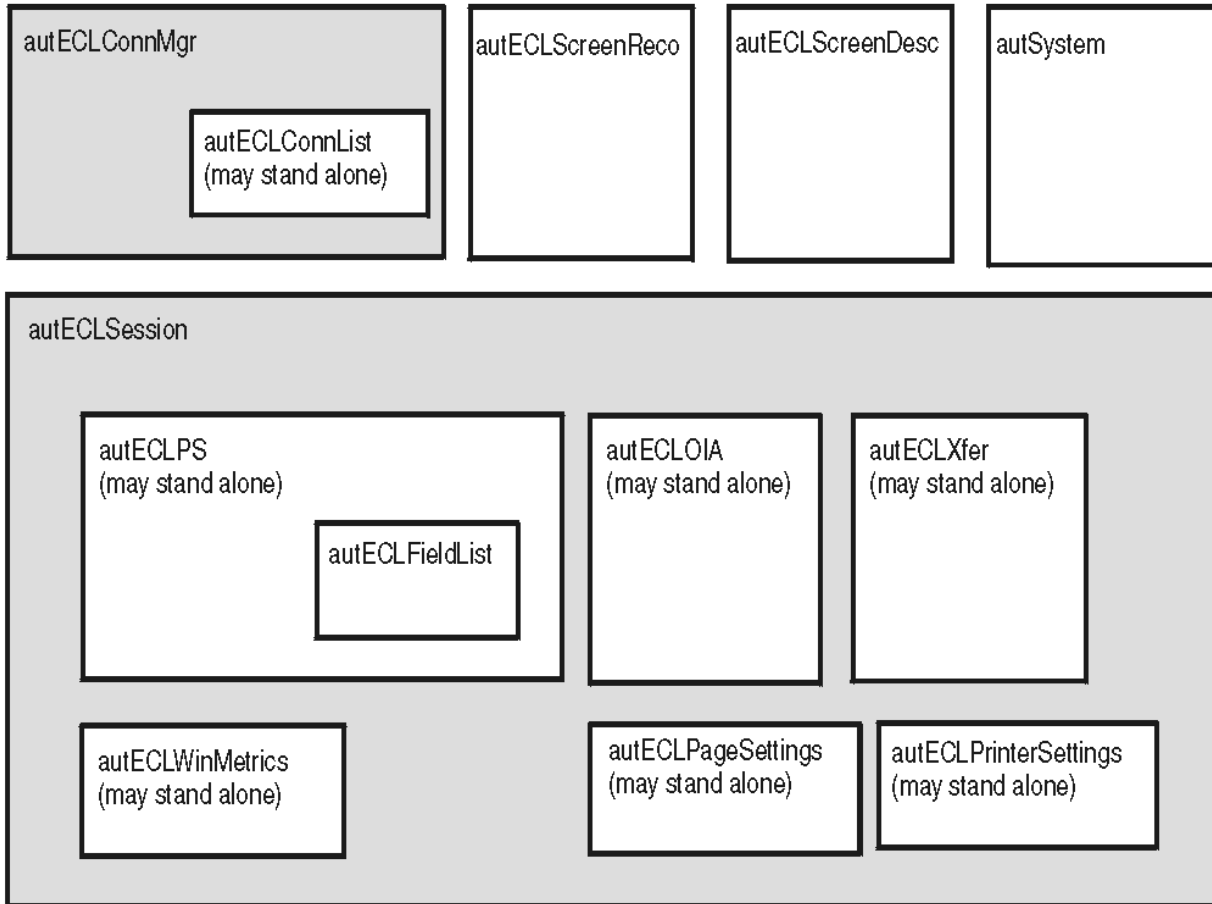 autECLConnMgr
autECLConnList
(may stand alone)
autECLScreenReco
autECLScreenDesc
autSystem
autECLSession
autECLPS
(may stand alone)
autECLFieldList
autECLOIA
(may stand alone)
autECLXfer
(may stand alone)
autECLWinMetrics
(may stand alone)
autECLPageSettings
(may stand alone)
autECLPrinterSettings
(may stand alone)